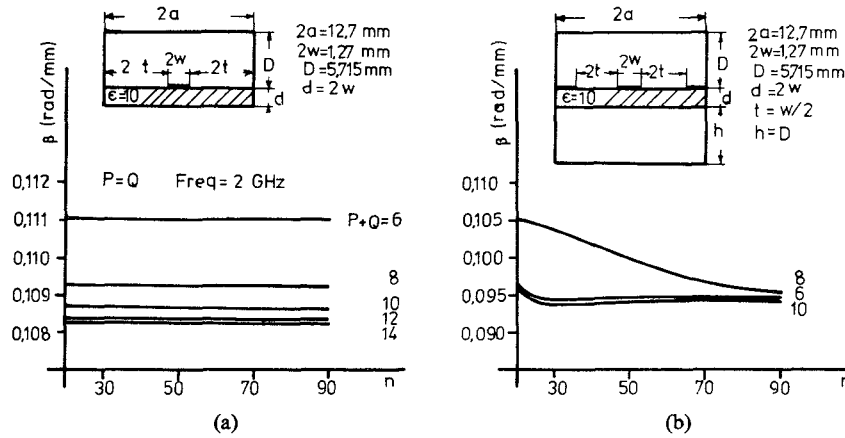 2a
2a=12,7 mm
2w=1,27 mm
D=5,715 mm
d=2w
D
2 t 2w 2t
ϵ=10
d
β (rad/mm)
P=Q Freq=2 GHz
0,112
0,111
0,110
0,109
0,108
P+Q=6
8
10
12
14
30 50 70 90 n
(a)
2a
2a=12,7 mm
2w=1,27 mm
D=5,715 mm
d=2w
t=w/2
h=D
D
2t 2w 2t
ϵ=10
d
h
β (rad/mm)
0,110
0,105
0,100
0,095
0,090
8
6
10
30 50 70 90 n
(b)